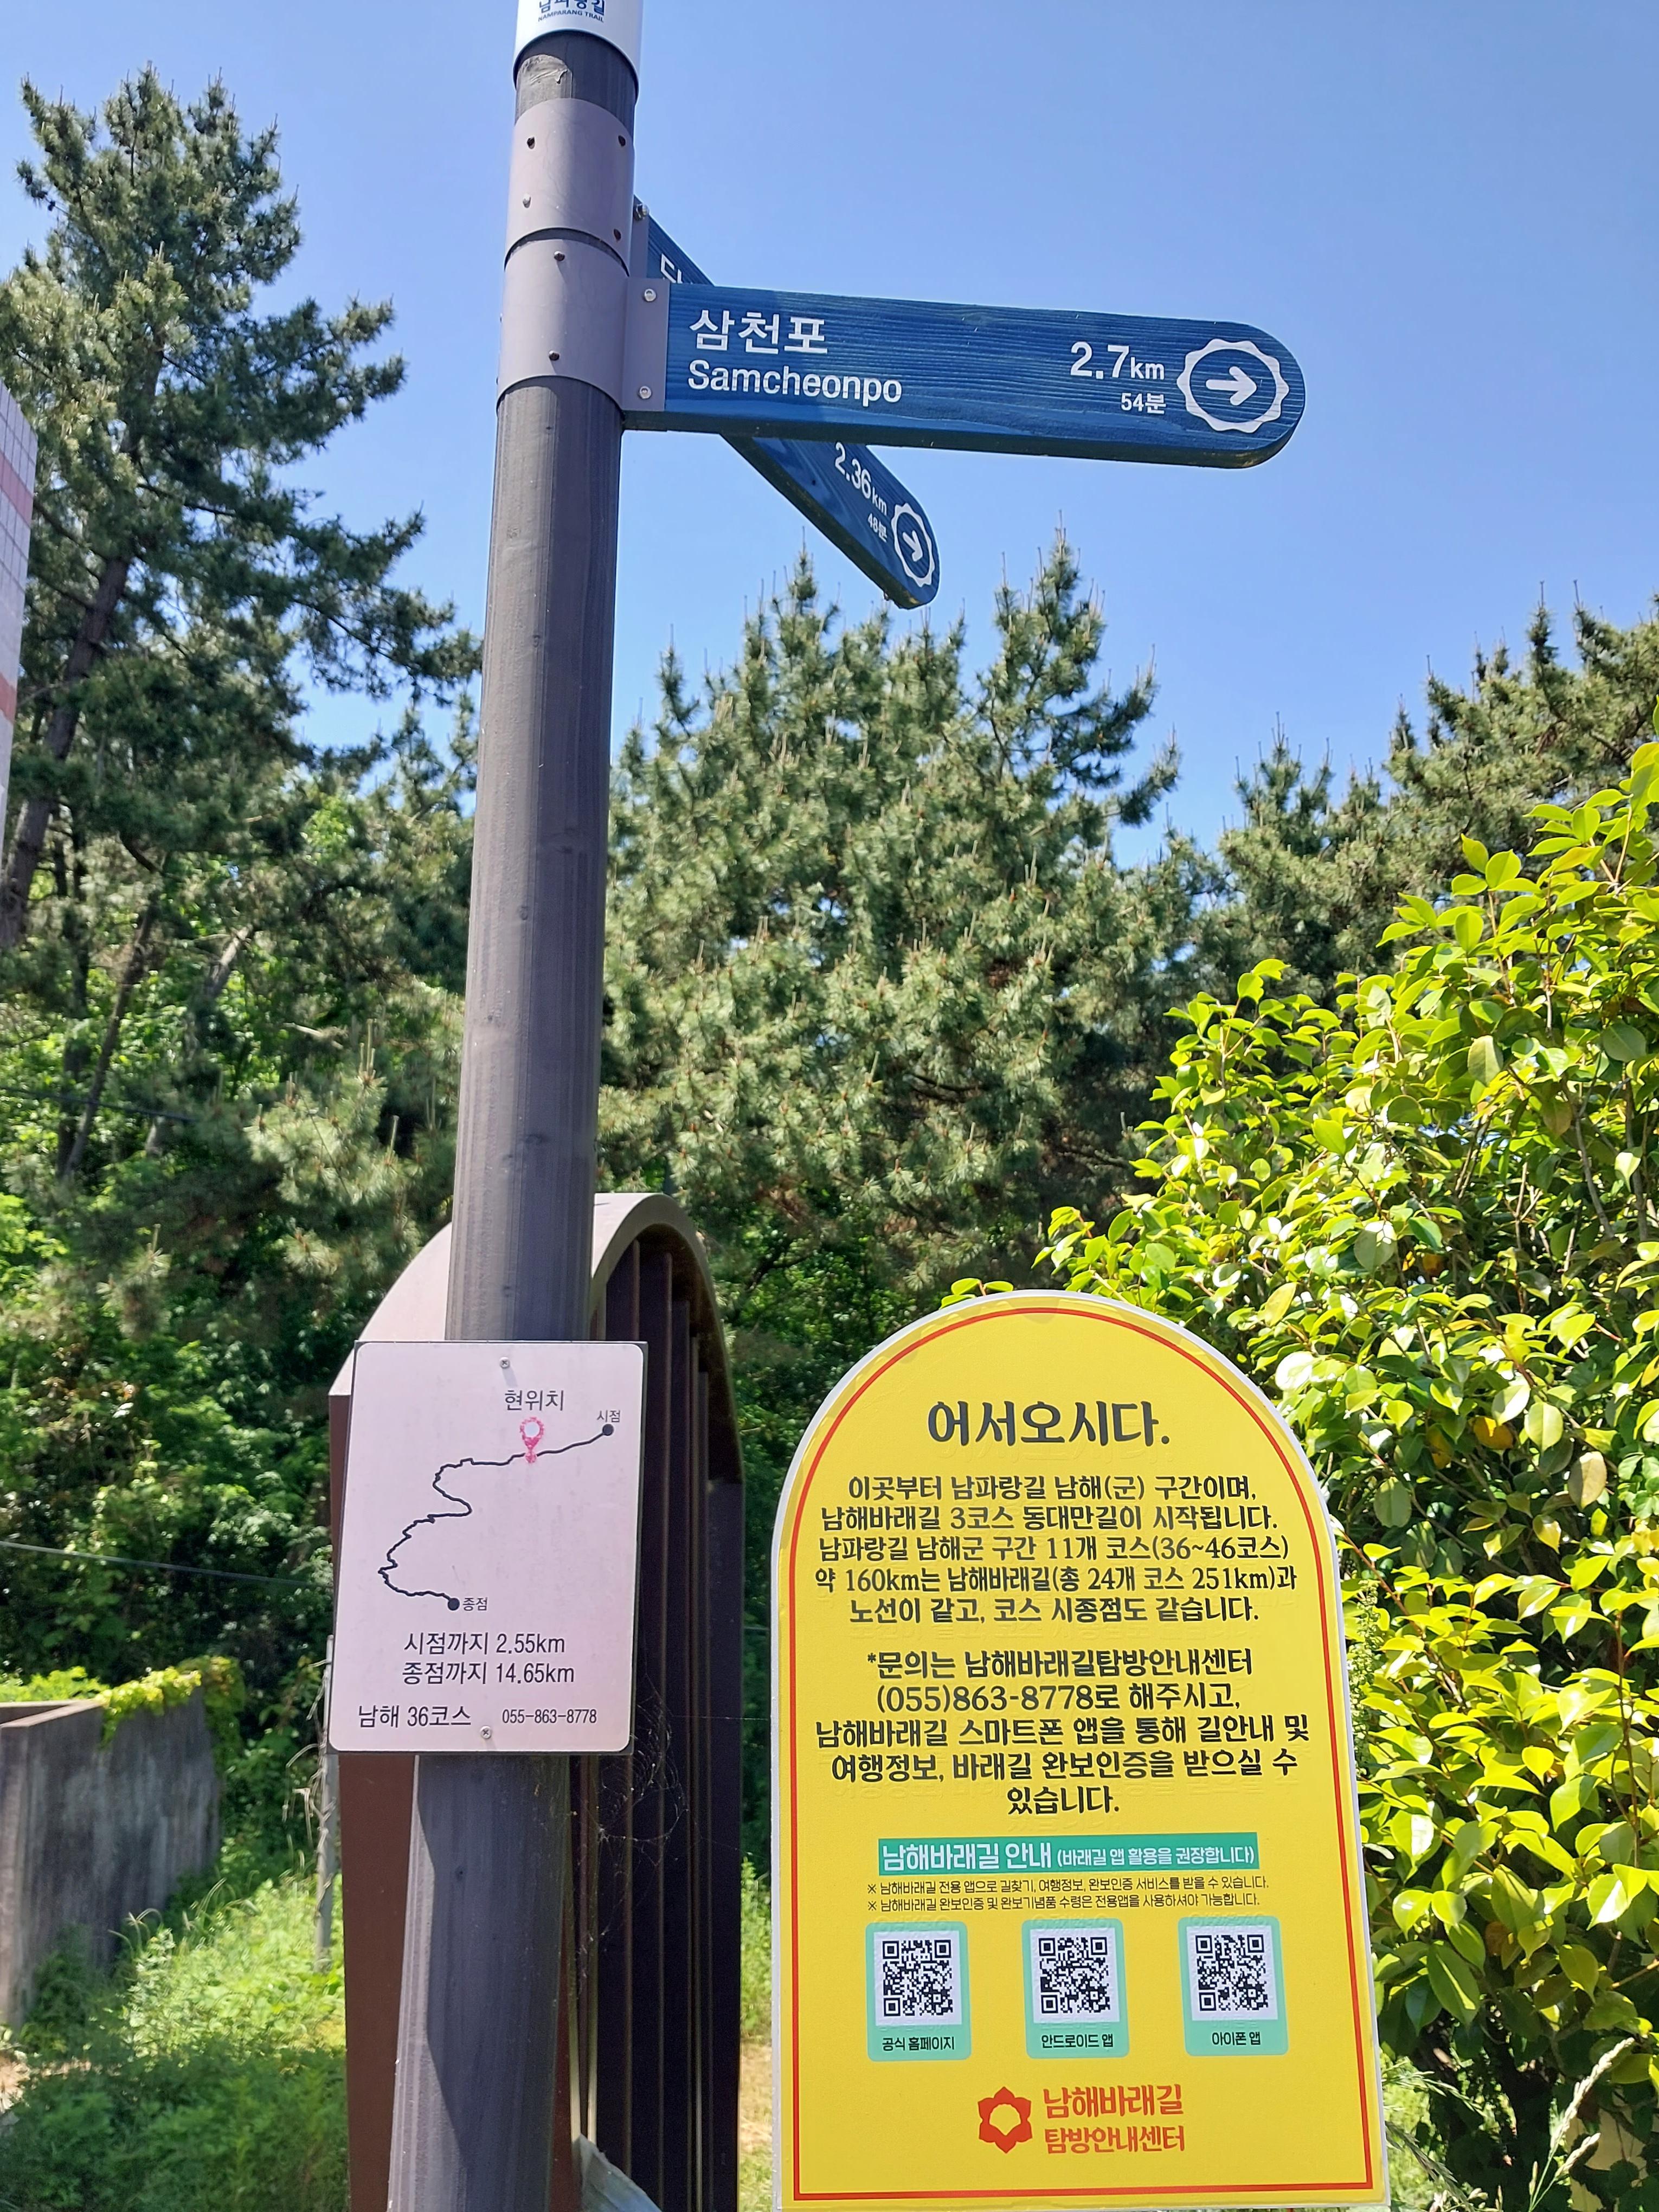 남파랑길
NAMPARANG TRAIL
삼천포
Samcheonpo
2.7km
54분
2.36km
48분
현위치
시점
종점
시점까지 2.55km
종점까지 14.65km
남해 36코스 055-863-8778
어서오시다.
이곳부터 남파랑길 남해(군) 구간이며,
남해바래길 3코스 동대만길이 시작됩니다.
남파랑길 남해군 구간 11개 코스(36~46코스)
약 160km는 남해바래길(총 24개 코스 251km)과
노선이 같고, 코스 시종점도 같습니다.
*문의는 남해바래길탐방안내센터
(055)863-8778로 해주시고,
남해바래길 스마트폰 앱을 통해 길안내 및
여행정보, 바래길 완보인증을 받으실 수
있습니다.
남해바래길 안내 (바래길 앱 활용을 권장합니다)
※ 남해바래길 전용 앱으로 길찾기, 여행정보, 완보인증 서비스를 받을 수 있습니다.
※ 남해바래길 완보인증 및 완보기념품 수령은 전용앱을 사용하셔야 가능합니다.
공식 홈페이지
안드로이드 앱
아이폰 앱
남해바래길
탐방안내센터